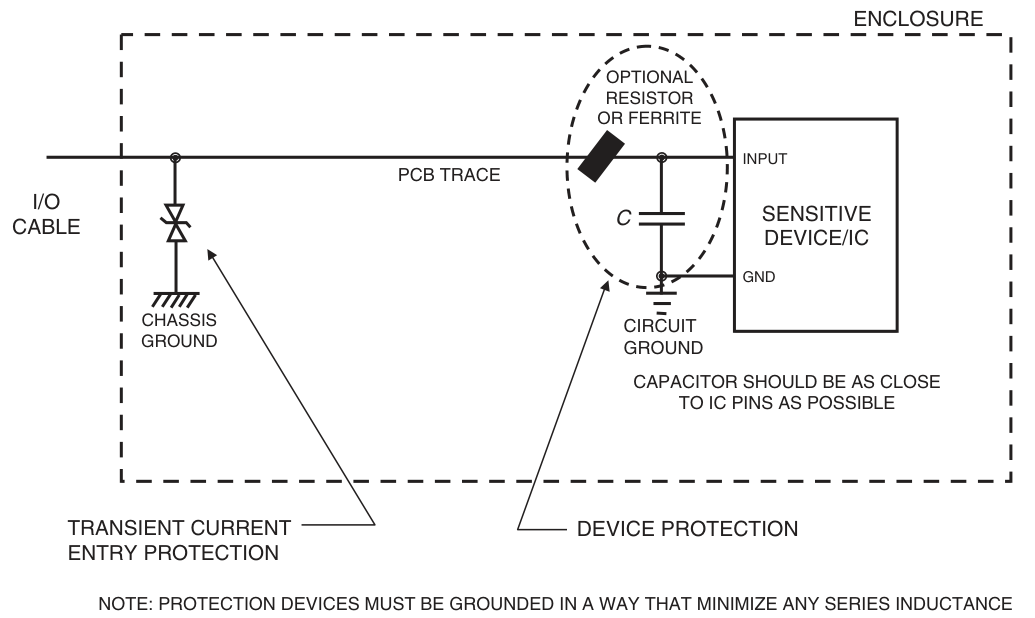 ENCLOSURE
OPTIONAL
RESISTOR
OR FERRITE
INPUT
PCB TRACE
I/O
CABLE
C
SENSITIVE
DEVICE/IC
GND
CHASSIS
GROUND
CIRCUIT
GROUND
CAPACITOR SHOULD BE AS CLOSE
TO IC PINS AS POSSIBLE
TRANSIENT CURRENT
ENTRY PROTECTION
DEVICE PROTECTION
NOTE: PROTECTION DEVICES MUST BE GROUNDED IN A WAY THAT MINIMIZE ANY SERIES INDUCTANCE